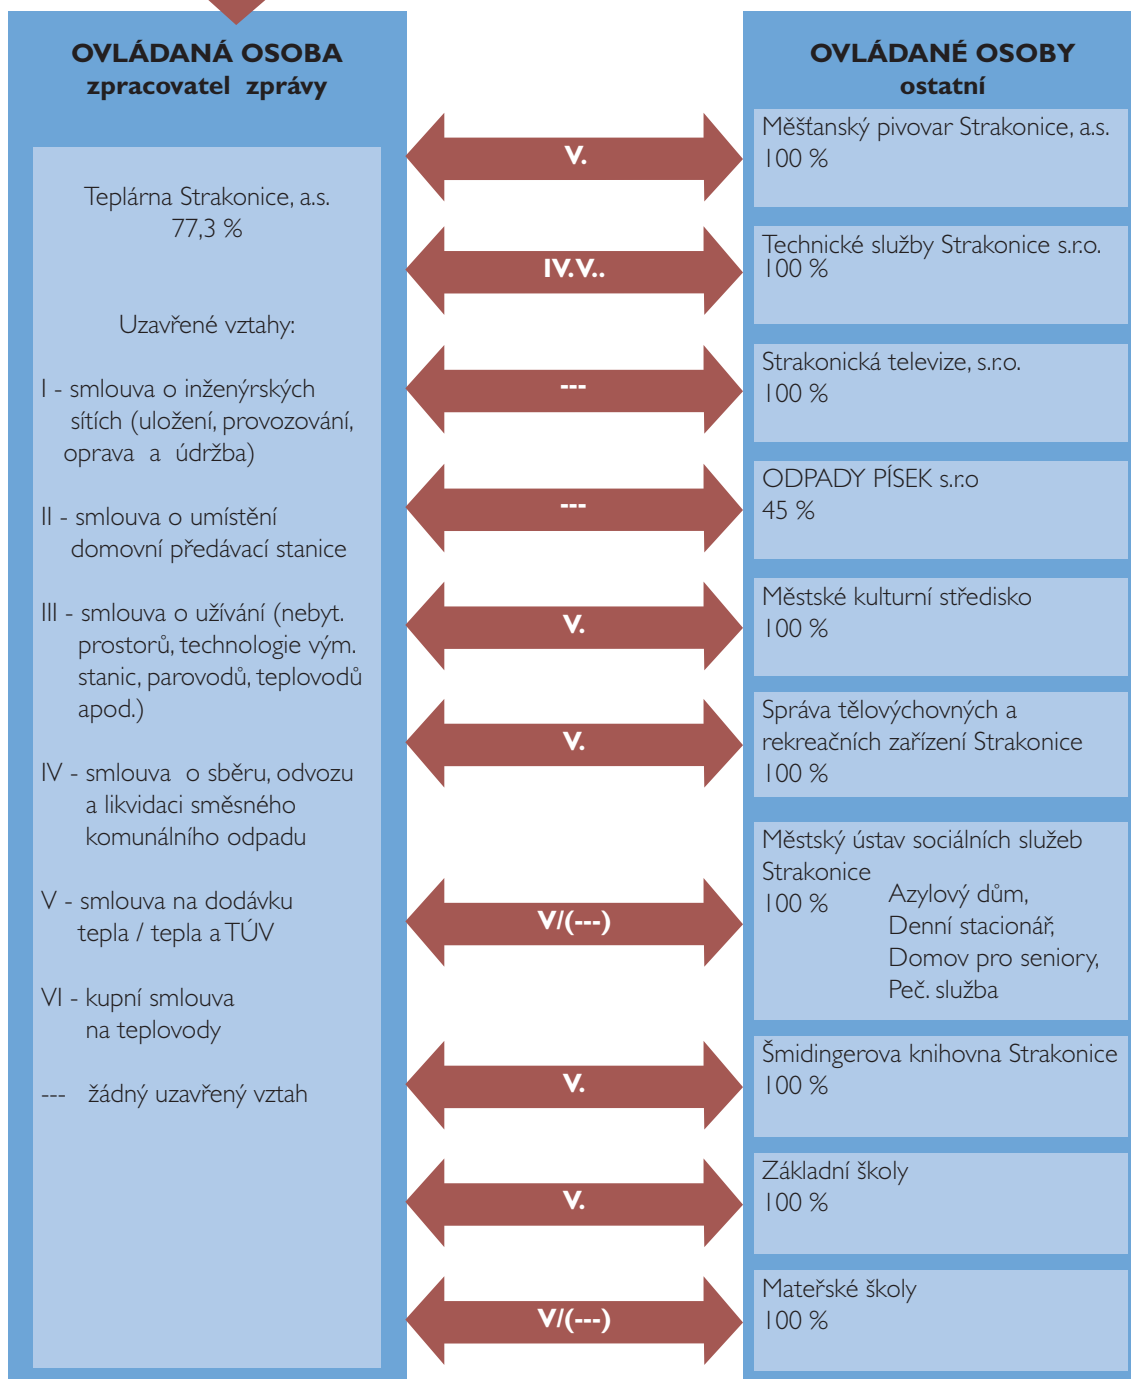 OVLÁDANÁ OSOBA
zpracovatel zprávy
Teplárna Strakonice, a.s.
77,3 %
Uzavřené vztahy:
I - smlouva o inženýrských
sítích (uložení, provozování,
oprava a údržba)
II - smlouva o umístění
domovní předávací stanice
III - smlouva o užívání (nebyt.
prostorů, technologie vým.
stanic, parovodů, teplovodů
apod.)
IV - smlouva o sběru, odvozu
a likvidaci směsného
komunálního odpadu
V - smlouva na dodávku
tepla / tepla a TÚV
VI - kupní smlouva
na teplovody
--- žádný uzavřený vztah
V.
IV.V..
---
---
V.
V.
V/(---)
V.
V.
V/(---)
OVLÁDANÉ OSOBY
ostatní
Měšťanský pivovar Strakonice, a.s.
100 %
Technické služby Strakonice s.r.o.
100 %
Strakonická televize, s.r.o.
100 %
ODPADY PÍSEK s.r.o
45 %
Městské kulturní středisko
100 %
Správa tělovýchovných a
rekreačních zařízení Strakonice
100 %
Městský ústav sociálních služeb
Strakonice
100 %
Azylový dům,
Denní stacionář,
Domov pro seniory,
Peč. služba
Šmidingerova knihovna Strakonice
100 %
Základní školy
100 %
Mateřské školy
100 %